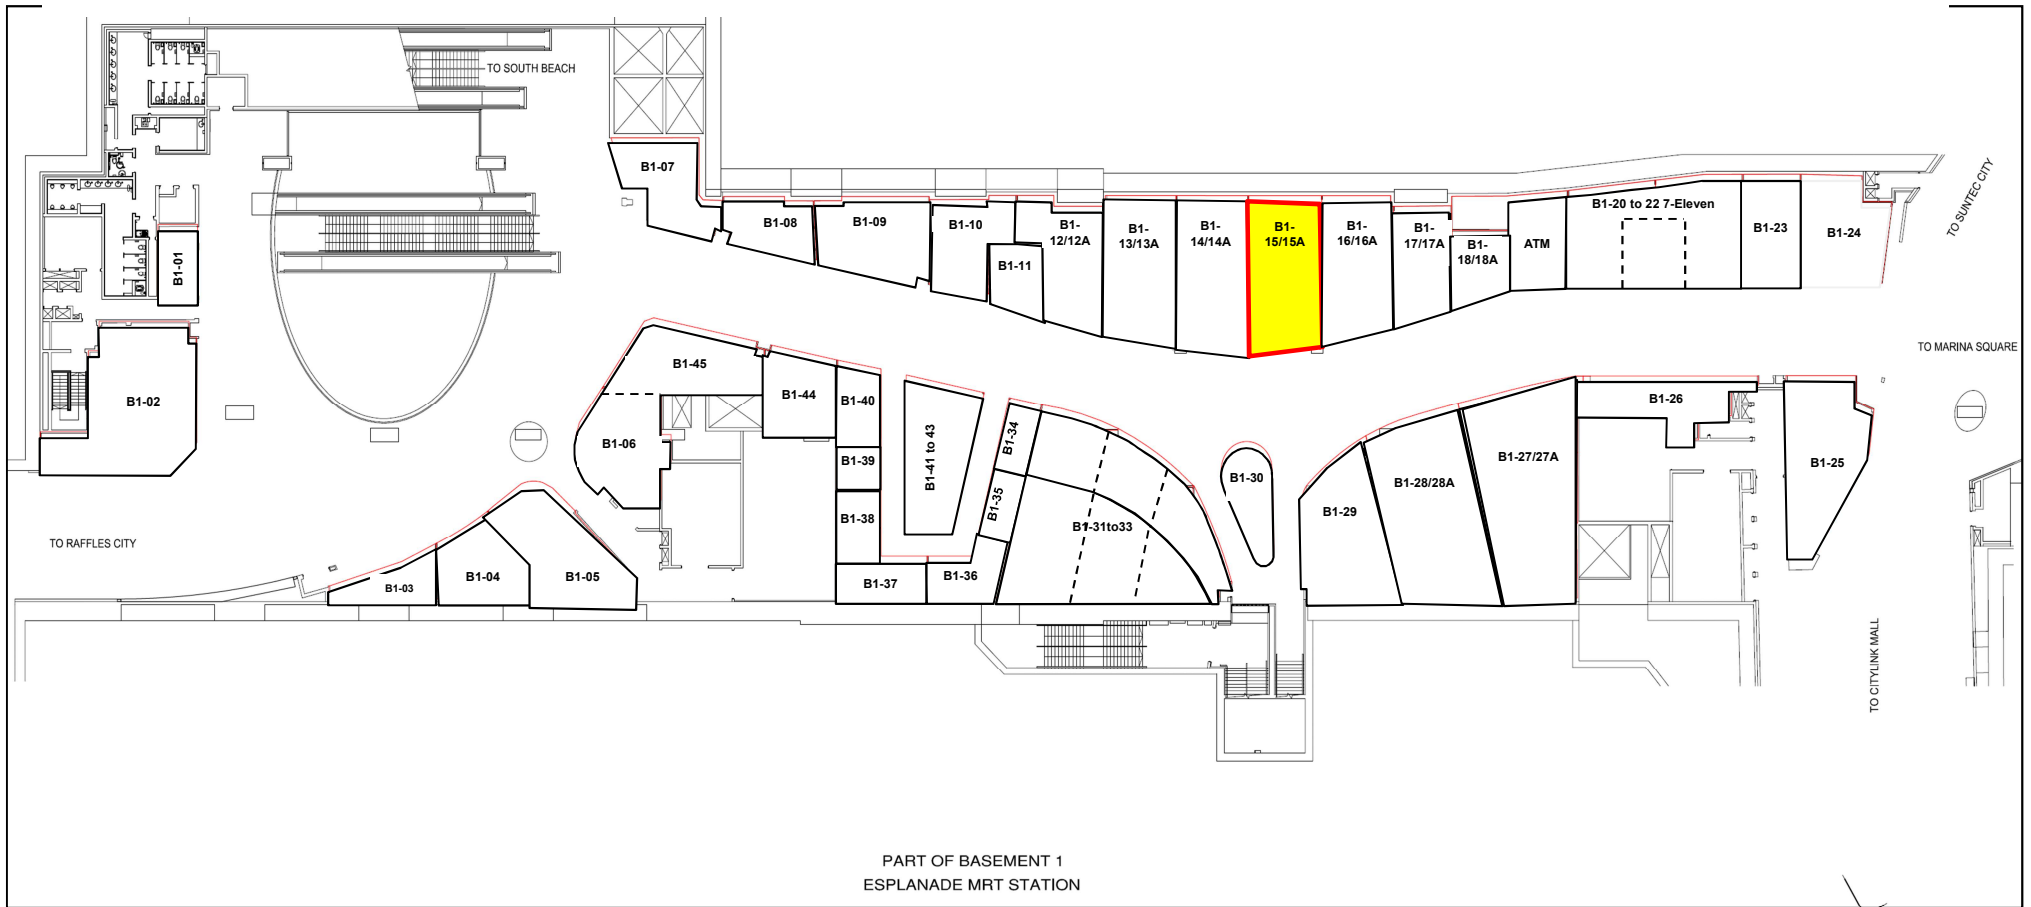 TO SOUTH BEACH
B1-07
B1-08
B1-09
B1-10
B1-11
B1-
12/12A
B1-
13/13A
B1-
14/14A
B1-
15/15A
B1-
16/16A
B1-
17/17A
B1-
18/18A
ATM
B1-20 to 22 7-Eleven
B1-23
B1-24
TO SUNTEC CITY
B1-01
B1-02
TO MARINA SQUARE
B1-45
B1-44
B1-40
B1-06
B1-39
B1-38
B1-41 to 43
B1-34
B1-35
B1-31to33
B1-30
B1-29
B1-28/28A
B1-27/27A
B1-26
B1-25
TO RAFFLES CITY
B1-03
B1-04
B1-05
B1-37
B1-36
TO CITYLINK MALL
PART OF BASEMENT 1
ESPLANADE MRT STATION